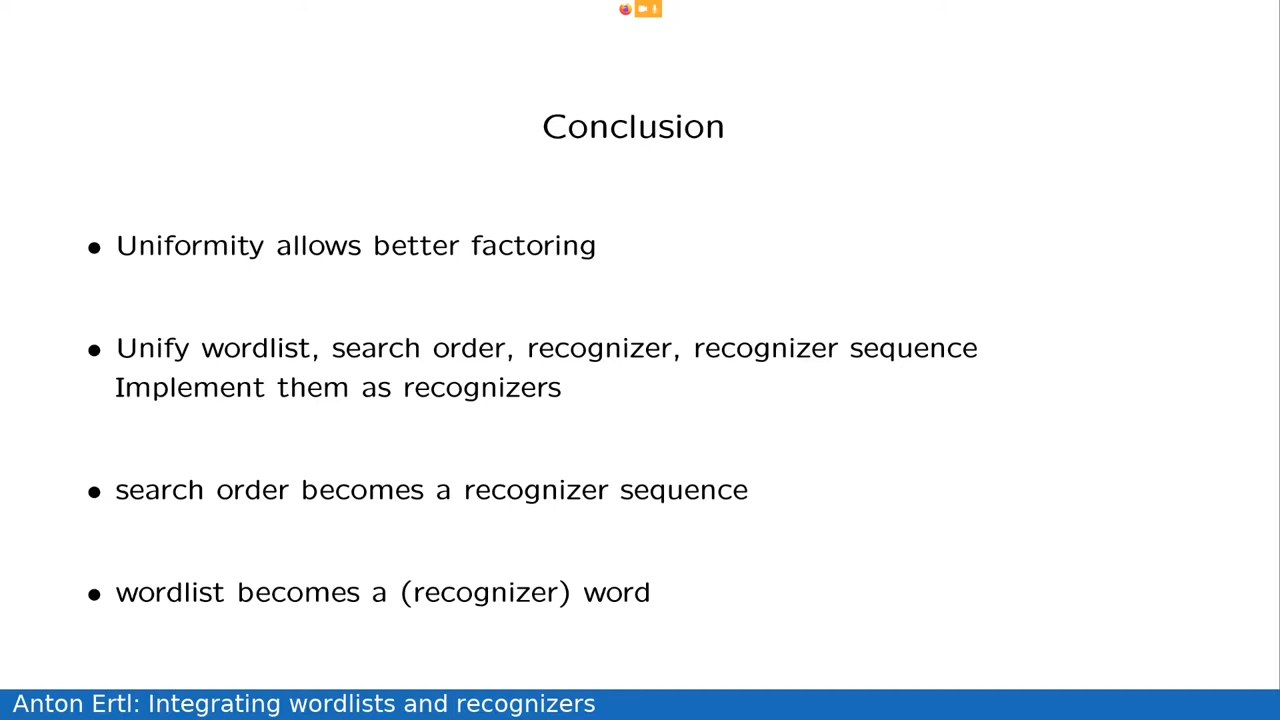 Conclusion
• Uniformity allows better factoring
• Unify wordlist, search order, recognizer, recognizer sequence
Implement them as recognizers
• search order becomes a recognizer sequence
• wordlist becomes a (recognizer) word
Anton Ertl: Integrating wordlists and recognizers